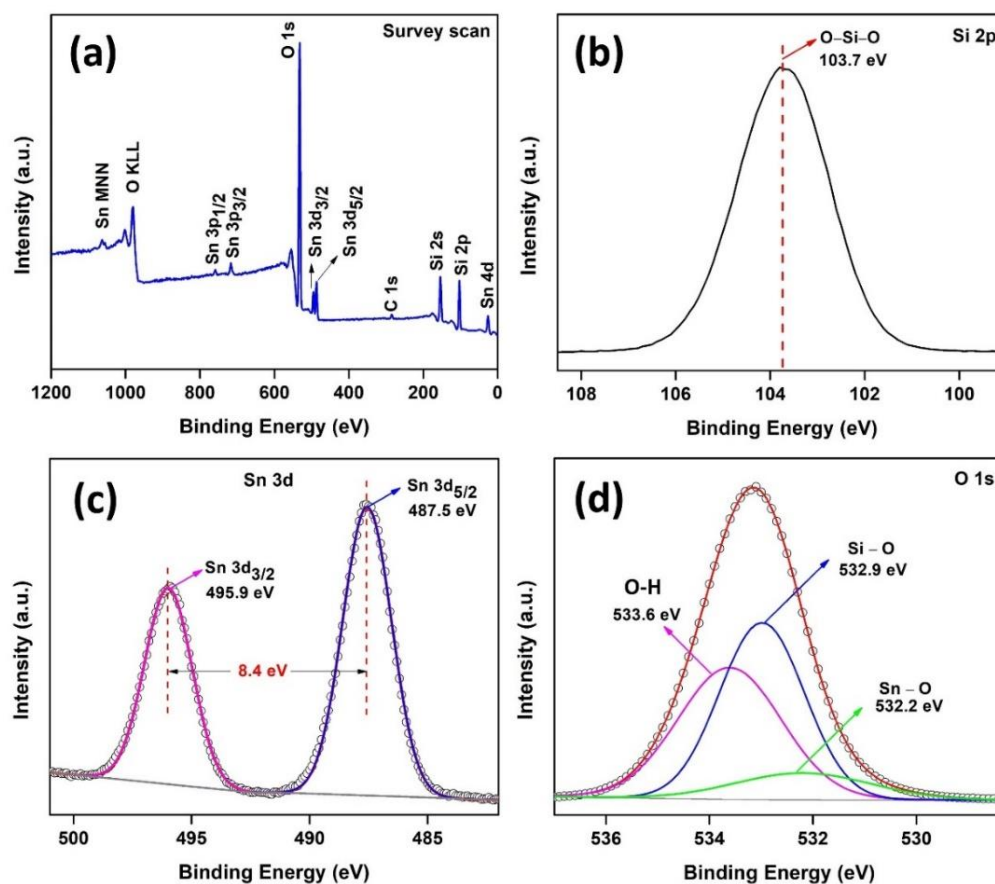 (a)
Survey scan
O 1s
Sn MNN
O KLL
Sn 3p1/2
Sn 3p3/2
Sn 3d3/2
Sn 3d5/2
C 1s
Si 2s
Si 2p
Sn 4d
Intensity (a.u.)
1200 1000 800 600 400 200 0
Binding Energy (eV)
(b)
Si 2p
O–Si–O
103.7 eV
Intensity (a.u.)
108 106 104 102 100
Binding Energy (eV)
(c)
Sn 3d
Sn 3d5/2
487.5 eV
Sn 3d3/2
495.9 eV
8.4 eV
Intensity (a.u.)
500 495 490 485
Binding Energy (eV)
(d)
O 1s
Si – O
532.9 eV
O-H
533.6 eV
Sn – O
532.2 eV
Intensity (a.u.)
536 534 532 530
Binding Energy (eV)